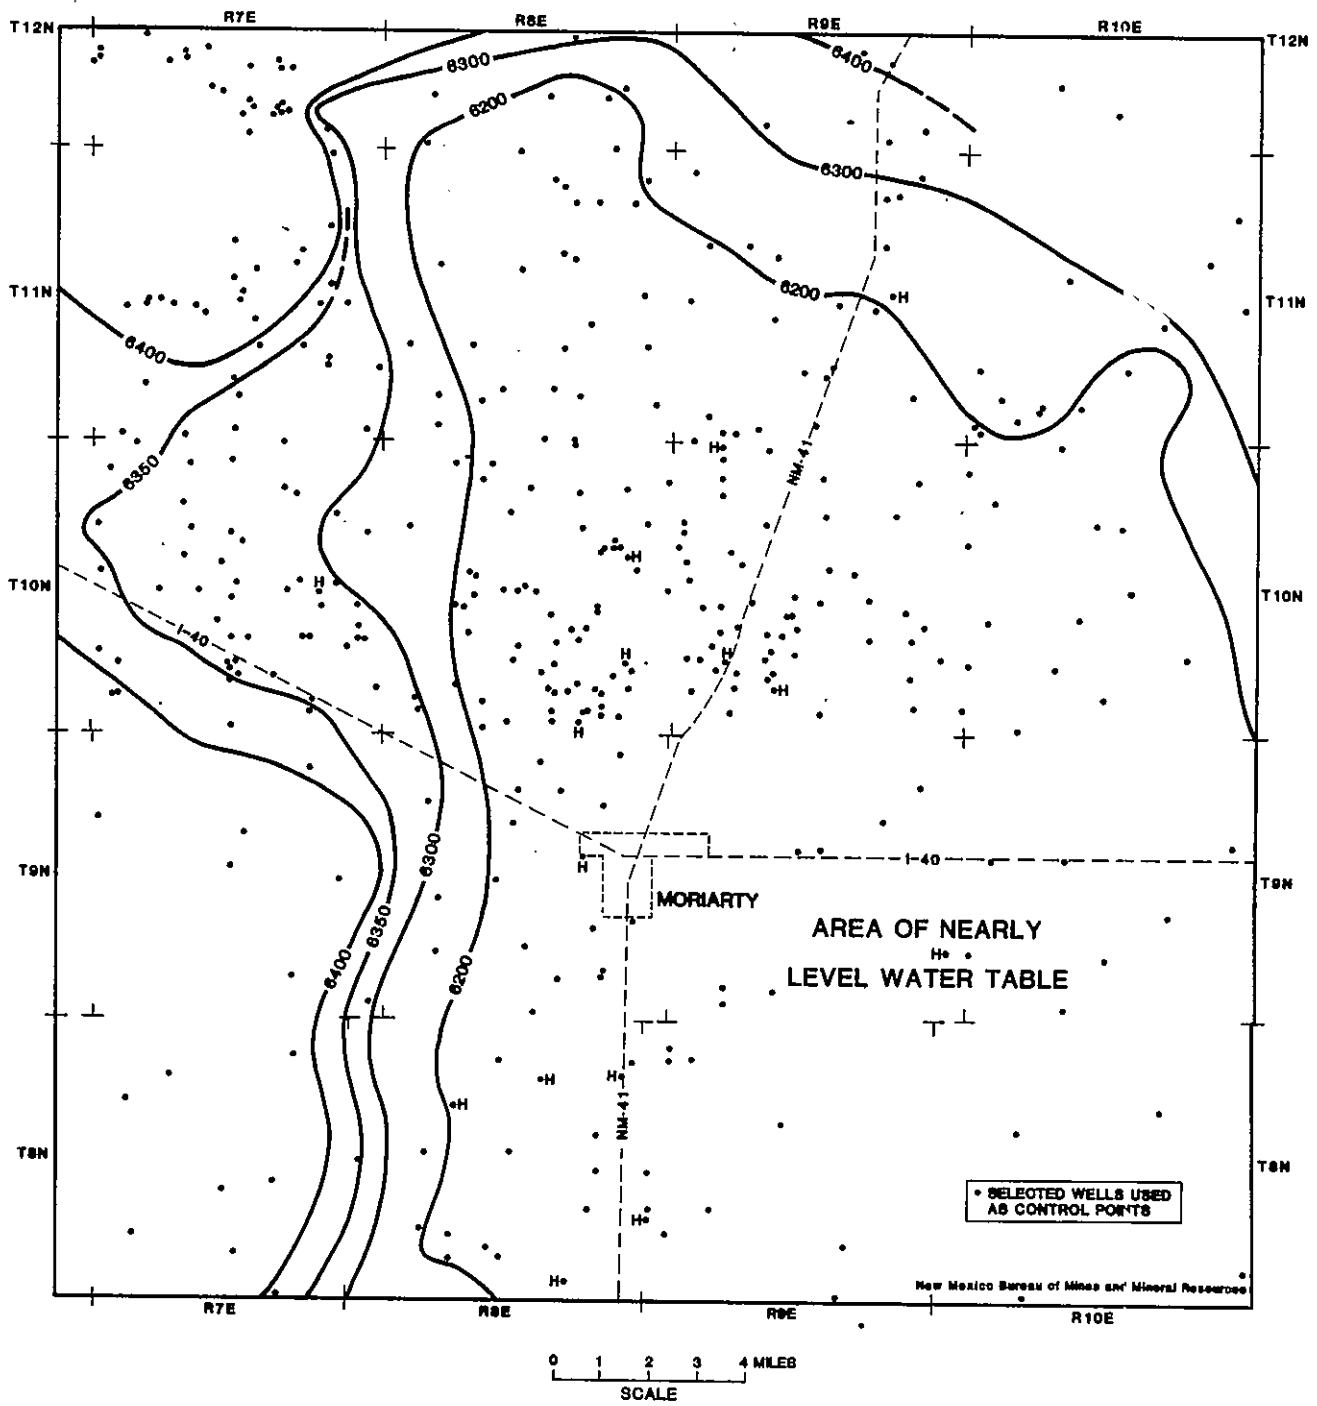 R7E
R8E
R9E
R10E
T12N
T12N
6300
6400
6200
6300
T11N
T11N
6200
H
6400
H
NM-41
6350
H
T10N
H
T10N
I-40
H
H
H
H
6300
I-40
H
T9N
T9N
MORIARTY
6350
AREA OF NEARLY
H
LEVEL WATER TABLE
6400
6200
H
H
H
NM-41
T8N
T8N
SELECTED WELLS USED
AS CONTROL POINTS
H
H
New Mexico Bureau of Mines and Mineral Resources
R7E
R8E
R9E
R10E
0 1 2 3 4 MILES
SCALE